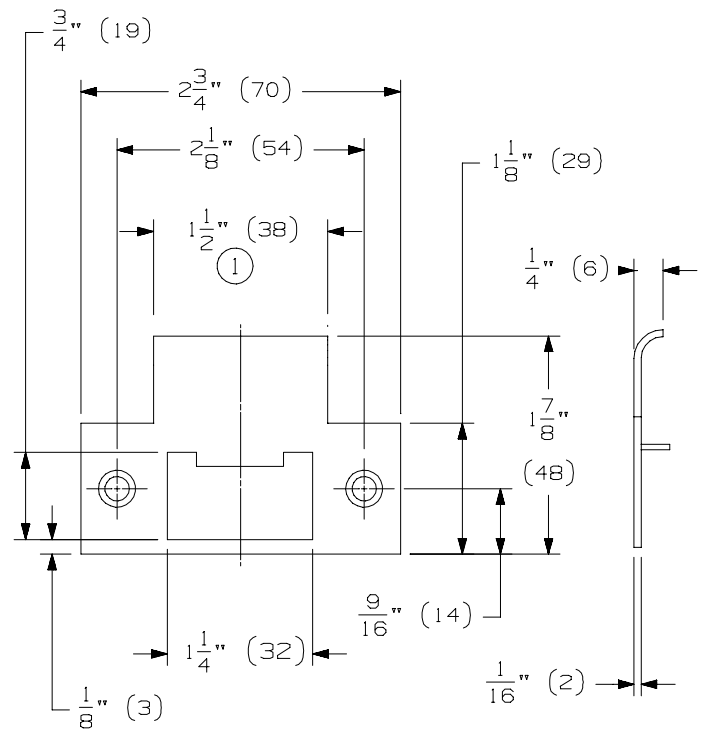 3/4" (19)
2 3/4" (70)
2 1/8" (54)
1 1/8" (29)
1 1/2" (38)
1
1/4" (6)
1 7/8"
(48)
9/16" (14)
1 1/4" (32)
1/16" (2)
1/8" (3)